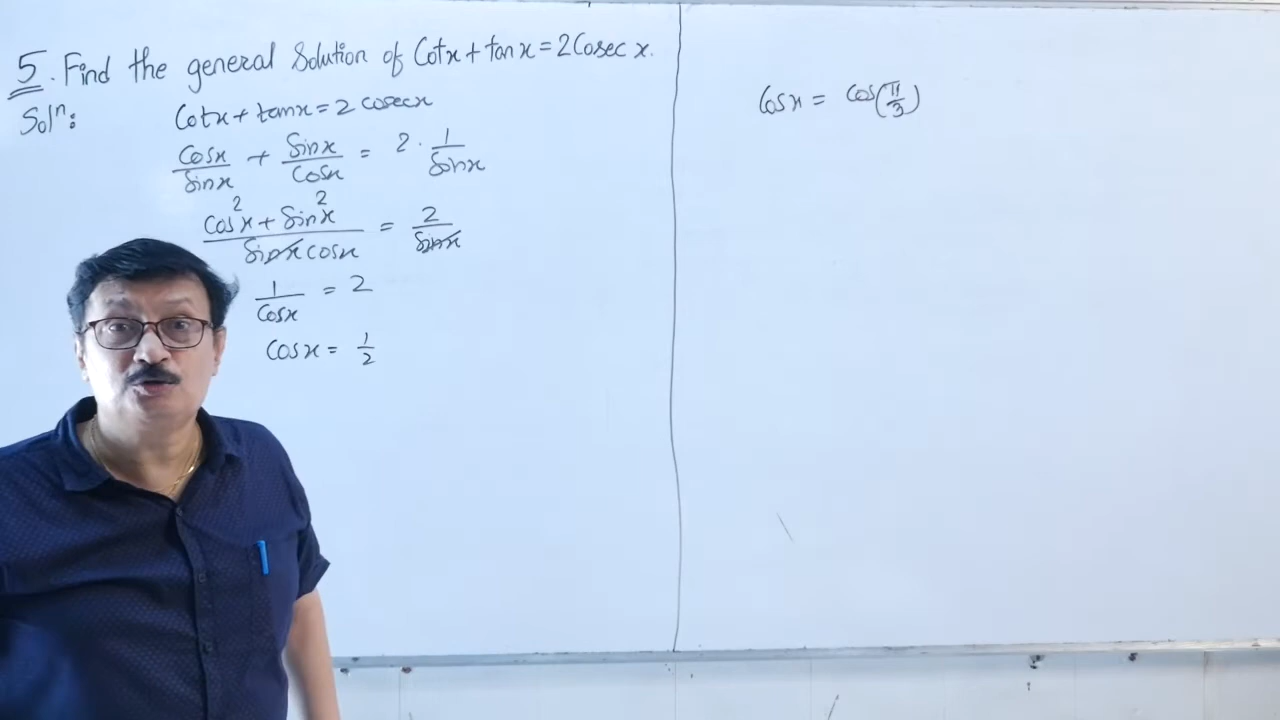 5. Find the general Solution of Cotx + tan x = 2 Cosec x.
Solⁿ:
Cotx + tanx = 2 cosecx
Cosx/Sinx + Sinx/Cosx = 2 · 1/Sinx
(cos²x + Sin²x)/(Sinx cosx) = 2/Sinx
1/Cosx = 2
Cosx = 1/2
Cosx = cos(π/3)